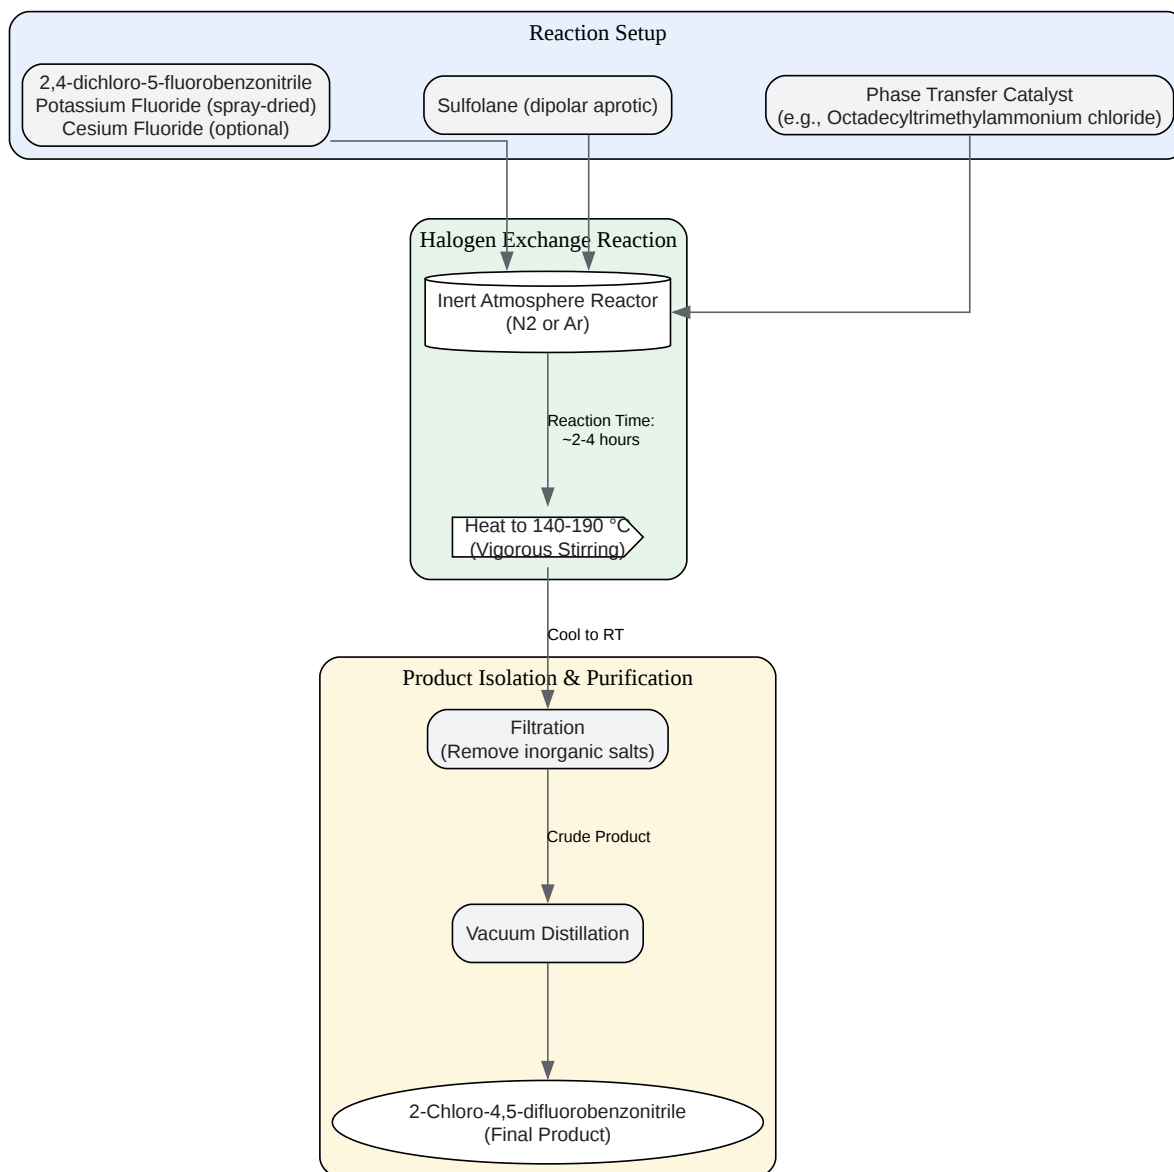 Reaction Setup
2,4-dichloro-5-fluorobenzonitrile
Potassium Fluoride (spray-dried)
Cesium Fluoride (optional)
Sulfolane (dipolar aprotic)
Phase Transfer Catalyst
(e.g., Octadecyltrimethylammonium chloride)
Halogen Exchange Reaction
Inert Atmosphere Reactor
(N2 or Ar)
Reaction Time:
~2-4 hours
Heat to 140-190 °C
(Vigorous Stirring)
Cool to RT
Product Isolation & Purification
Filtration
(Remove inorganic salts)
Crude Product
Vacuum Distillation
2-Chloro-4,5-difluorobenzonitrile
(Final Product)